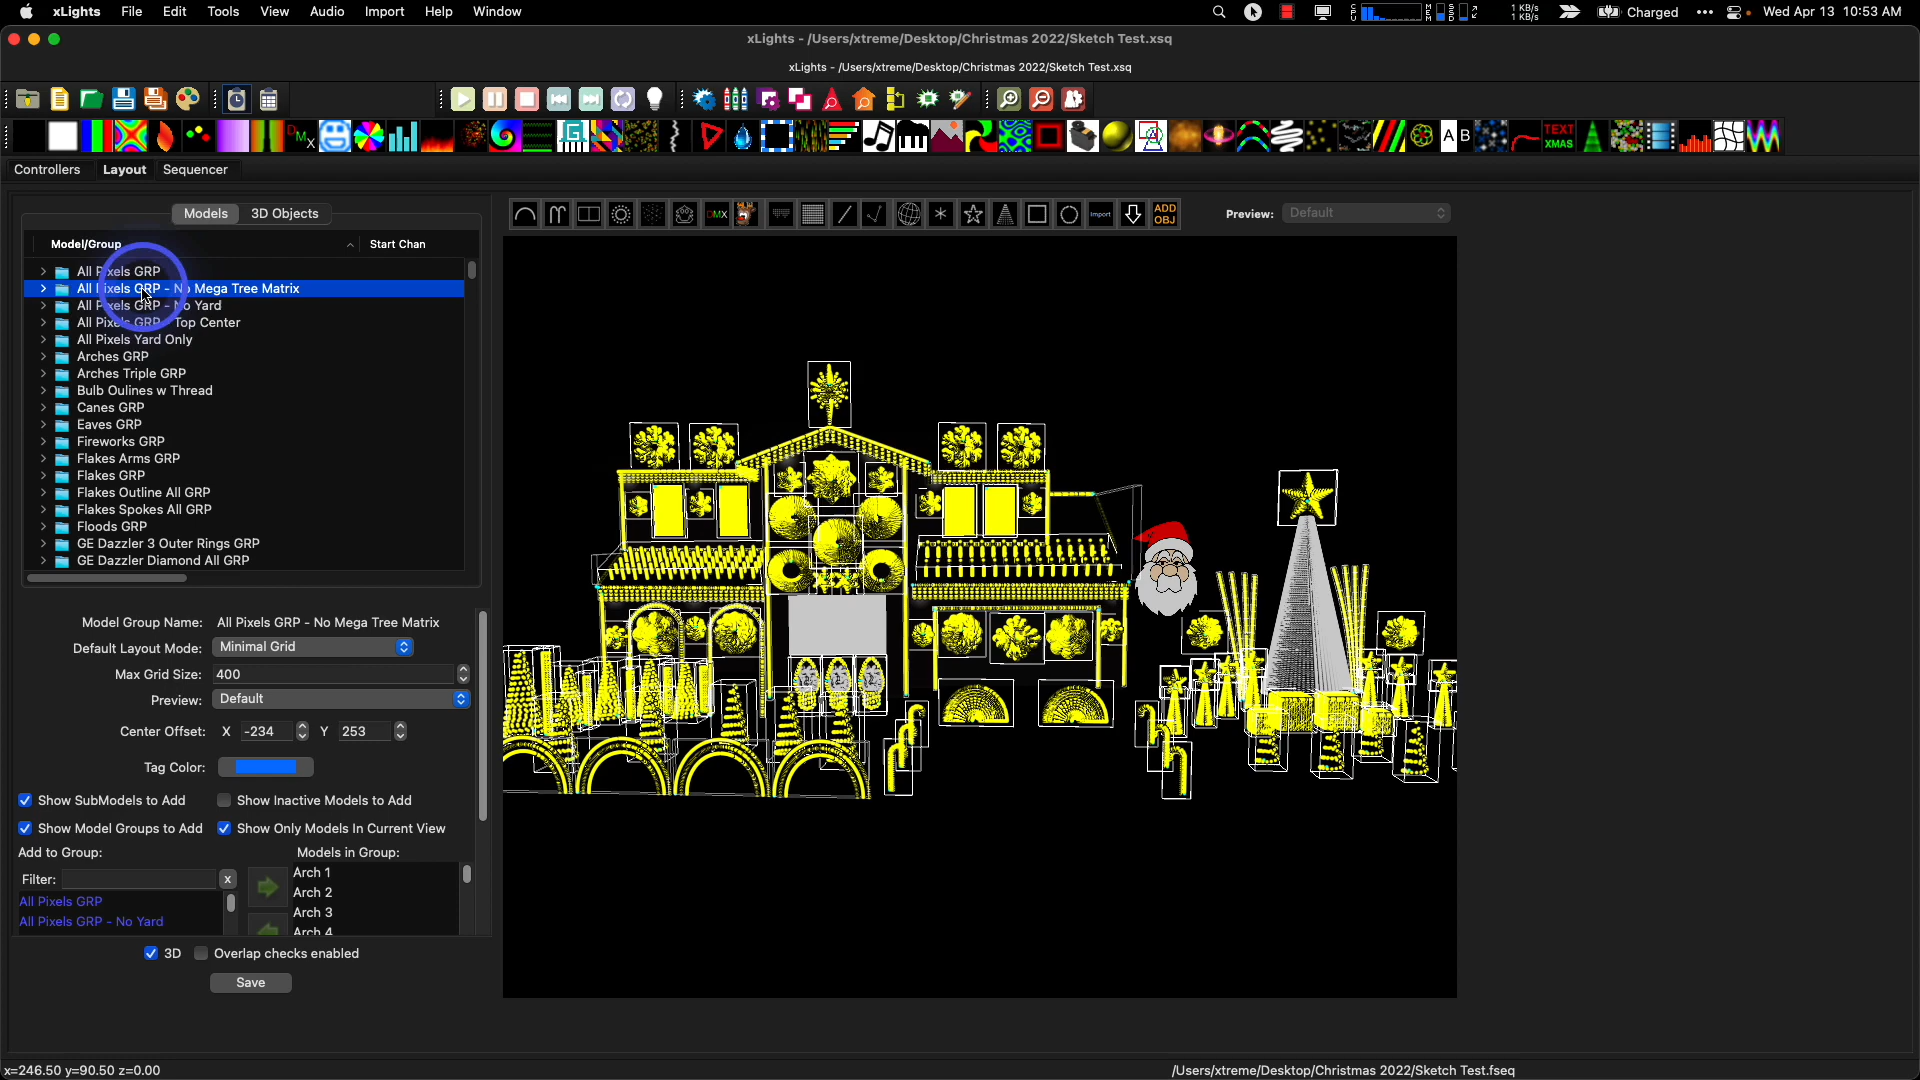 xLights File Edit Tools View Audio Import Help Window
1 KB/s
1 KB/s
Charged
Wed Apr 13 10:53 AM
xLights - /Users/xtreme/Desktop/Christmas 2022/Sketch Test.xsq
xLights - /Users/xtreme/Desktop/Christmas 2022/Sketch Test.xsq
A B
TEXT
XMAS
Controllers Layout Sequencer
Models 3D Objects
DMX
Import
ADD
OBJ
Preview: Default
Model/Group Start Chan
All Pixels GRP
All Pixels GRP - No Mega Tree Matrix
All Pixels GRP - No Yard
All Pixels GRP - Top Center
All Pixels Yard Only
Arches GRP
Arches Triple GRP
Bulb Oulines w Thread
Canes GRP
Eaves GRP
Fireworks GRP
Flakes Arms GRP
Flakes GRP
Flakes Outline All GRP
Flakes Spokes All GRP
Floods GRP
GE Dazzler 3 Outer Rings GRP
GE Dazzler Diamond All GRP
Model Group Name: All Pixels GRP - No Mega Tree Matrix
Default Layout Mode: Minimal Grid
Max Grid Size: 400
Preview: Default
Center Offset: X -234 Y 253
Tag Color:
Show SubModels to Add Show Inactive Models to Add
Show Model Groups to Add Show Only Models In Current View
Add to Group: Models in Group:
Filter: x
All Pixels GRP
All Pixels GRP - No Yard
Arch 1
Arch 2
Arch 3
Arch 4
3D Overlap checks enabled
Save
x=246.50 y=90.50 z=0.00
/Users/xtreme/Desktop/Christmas 2022/Sketch Test.fseq